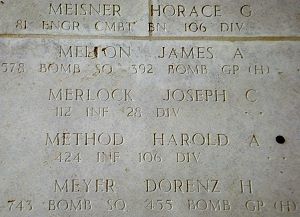 MEISNER HORACE G
81 ENGR CMBT BN 106 DIV
MELTON JAMES A
578 BOMB SQ 392 BOMB GP (H)
MERLOCK JOSEPH C
112 INF 28 DIV
METHOD HAROLD A
424 INF 106 DIV
MEYER DORENZ H
743 BOMB SQ 455 BOMB GP (H)